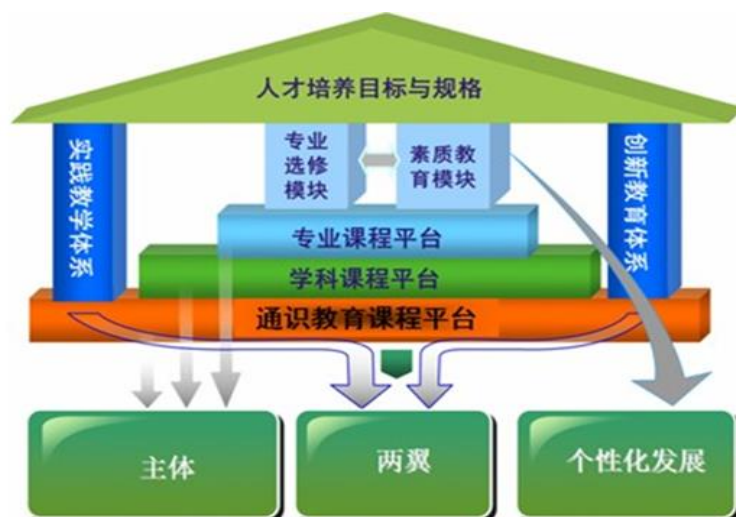 人才培养目标与规格
实践教学体系
专业
选修
模块
素质教
育模块
创新教育体系
专业课程平台
学科课程平台
通识教育课程平台
主体
两翼
个性化发展